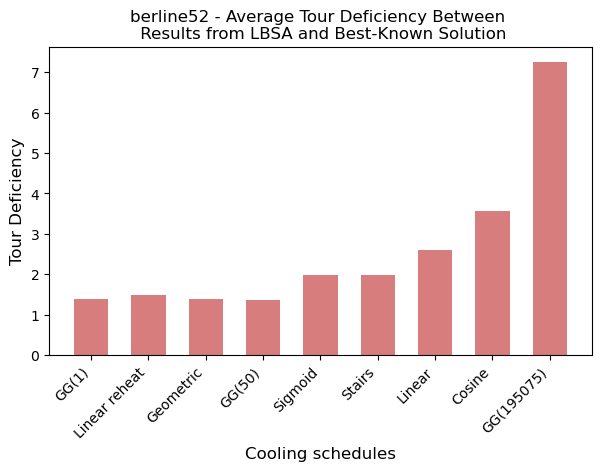 berline52 - Average Tour Deficiency Between
Results from LBSA and Best-Known Solution
Tour Deficiency
7
6
5
4
3
2
1
0
GG(1)
Linear reheat
Geometric
GG(50)
Sigmoid
Stairs
Linear
Cosine
GG(195075)
Cooling schedules